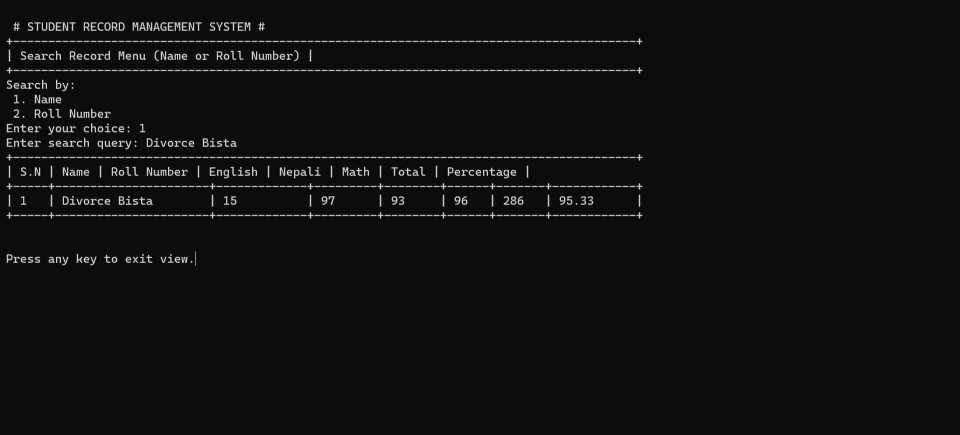 # STUDENT RECORD MANAGEMENT SYSTEM #
+-----------------------------------------------------------------------------------------+
| Search Record Menu (Name or Roll Number) |
+-----------------------------------------------------------------------------------------+
Search by:
1. Name
2. Roll Number
Enter your choice: 1
Enter search query: Divorce Bista
+-----------------------------------------------------------------------------------------+
| S.N | Name | Roll Number | English | Nepali | Math | Total | Percentage |
+-----+----------------------+-------------+---------+--------+------+-------+------------+
| 1   | Divorce Bista        | 15          | 97      | 93     | 96   | 286   | 95.33      |
+-----+----------------------+-------------+---------+--------+------+-------+------------+
Press any key to exit view.